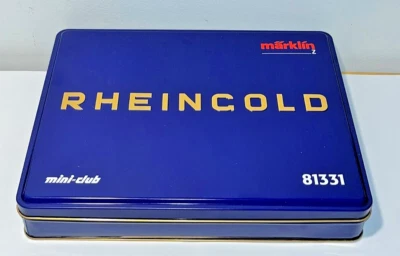 märklin
Z
RHEINGOLD
mini-club
81331